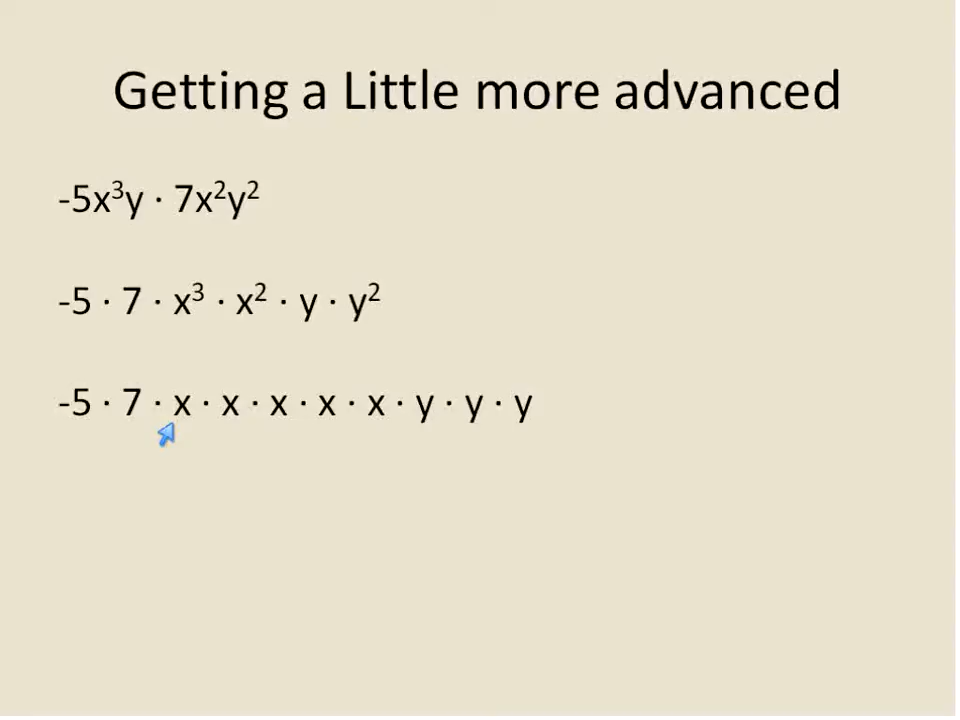 Getting a Little more advanced
-5x³y · 7x²y²
-5 · 7 · x³ · x² · y · y²
-5 · 7 · x · x · x · x · x · y · y · y